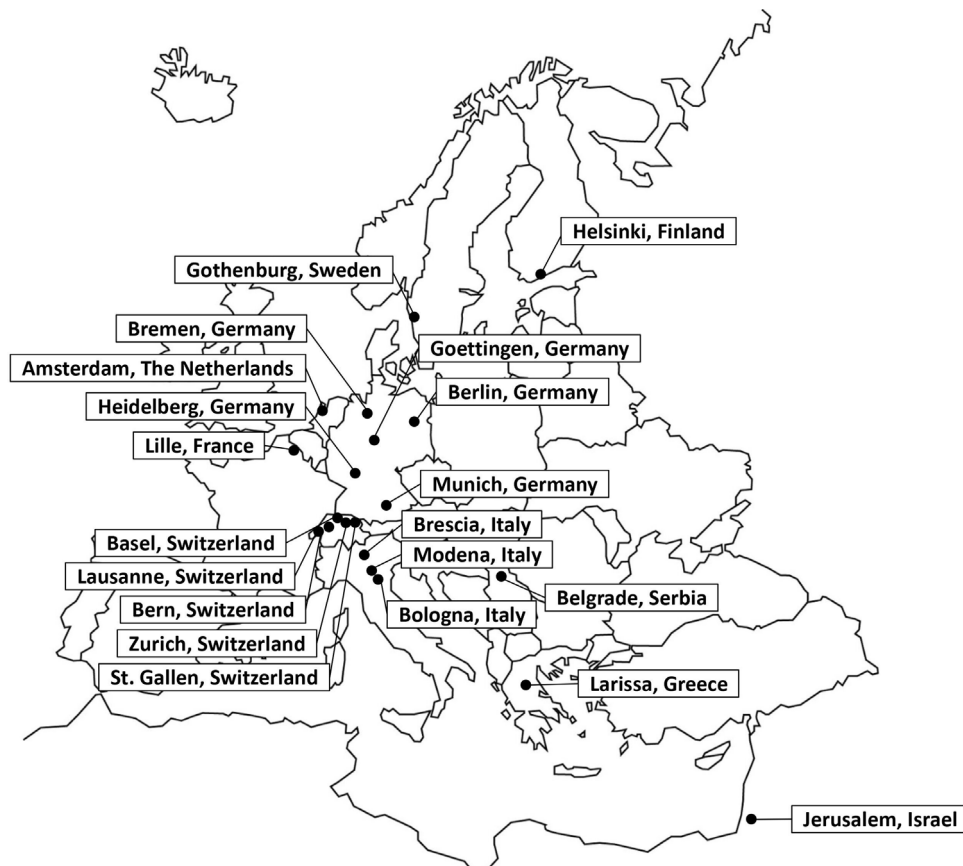 Helsinki, Finland
Gothenburg, Sweden
Bremen, Germany
Goettingen, Germany
Amsterdam, The Netherlands
Berlin, Germany
Heidelberg, Germany
Lille, France
Munich, Germany
Brescia, Italy
Basel, Switzerland
Modena, Italy
Lausanne, Switzerland
Belgrade, Serbia
Bern, Switzerland
Bologna, Italy
Zurich, Switzerland
St. Gallen, Switzerland
Larissa, Greece
Jerusalem, Israel